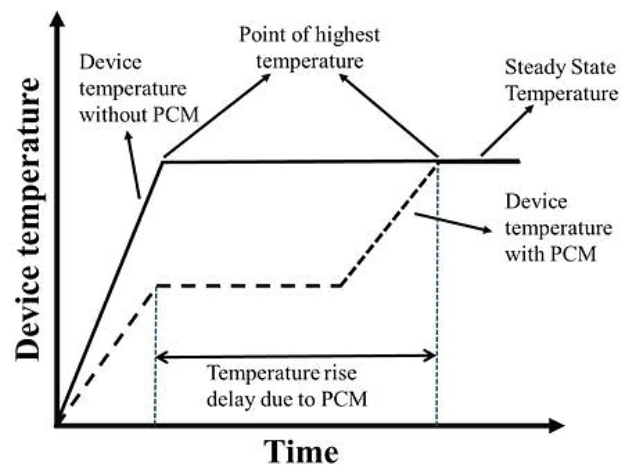 Point of highest
temperature
Device
temperature
without PCM
Steady State
Temperature
Device
temperature
with PCM
Temperature rise
delay due to PCM
Device temperature
Time